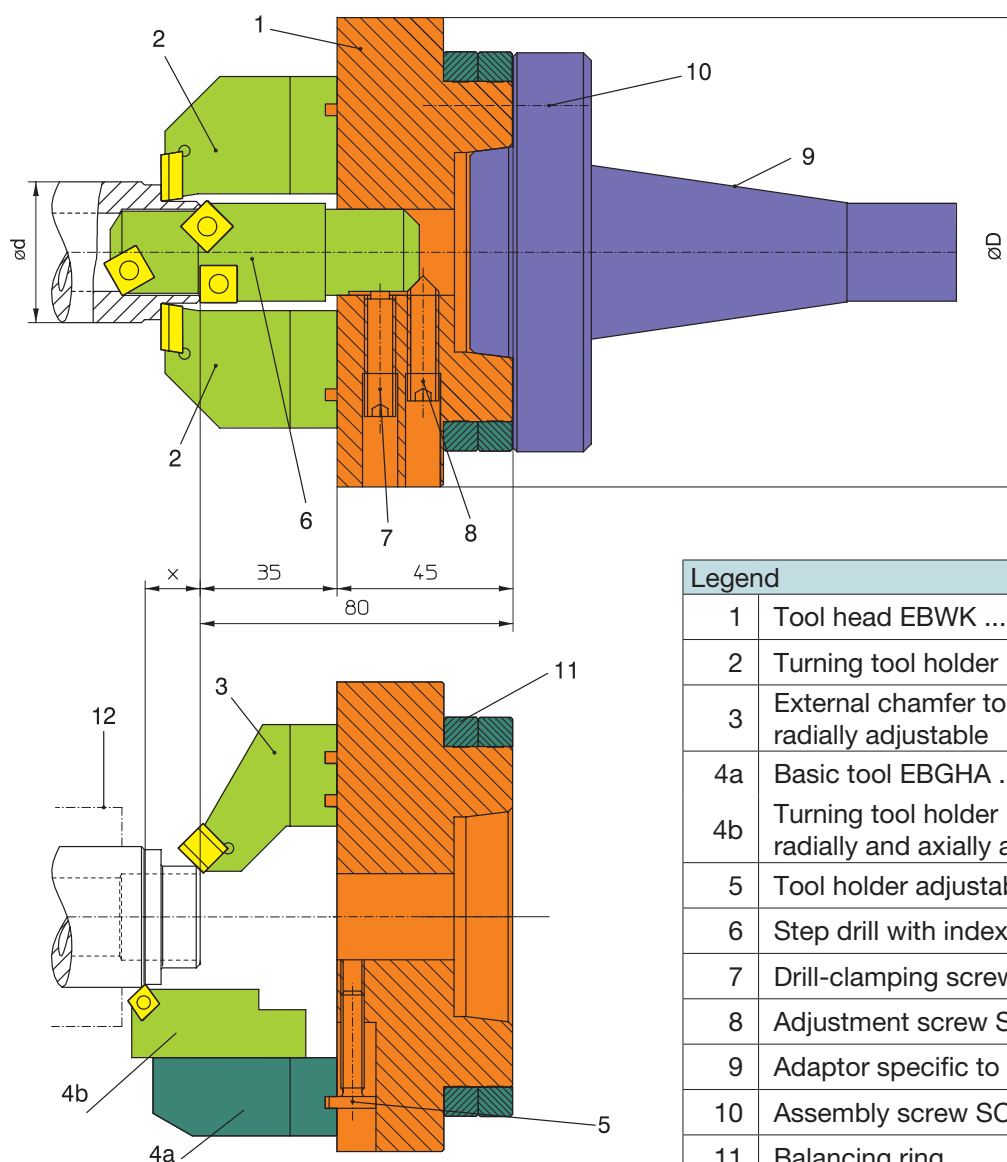 1
2
10
9
ød
øD
2
6
7
8
x
35
45
80
3
11
12
4b
4a
5
Legend
1 Tool head EBWK ...
2 Turning tool holder
3 External chamfer to
radially adjustable
4a Basic tool EBGHA .
4b Turning tool holder
radially and axially a
5 Tool holder adjustab
6 Step drill with index
7 Drill-clamping screw
8 Adjustment screw S
9 Adaptor specific to
10 Assembly screw SC
11 Balancing ring